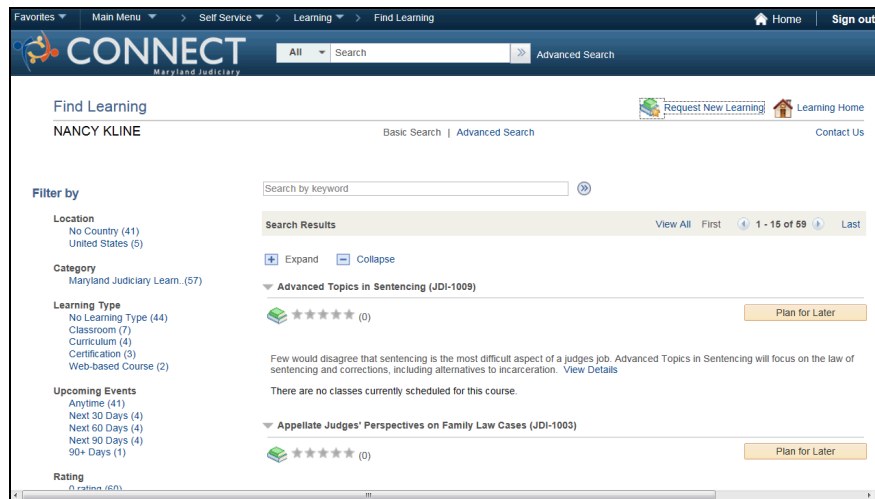 Favorites Main Menu > Self Service > Learning > Find Learning Home Sign out
CONNECT
Maryland Judiciary
All Search >> Advanced Search
Find Learning Request New Learning Learning Home
NANCY KLINE Basic Search | Advanced Search Contact Us
Filter by
Location
No Country (41)
United States (5)
Category
Maryland Judiciary Learn..(57)
Learning Type
No Learning Type (44)
Classroom (7)
Curriculum (4)
Certification (3)
Web-based Course (2)
Upcoming Events
Anytime (41)
Next 30 Days (4)
Next 60 Days (4)
Next 90 Days (4)
90+ Days (1)
Rating
0 rating (60)
Search by keyword
Search Results View All First 1 - 15 of 59 Last
Expand Collapse
Advanced Topics in Sentencing (JDI-1009)
(0) Plan for Later
Few would disagree that sentencing is the most difficult aspect of a judges job. Advanced Topics in Sentencing will focus on the law of
sentencing and corrections, including alternatives to incarceration. View Details
There are no classes currently scheduled for this course.
Appellate Judges' Perspectives on Family Law Cases (JDI-1003)
(0) Plan for Later